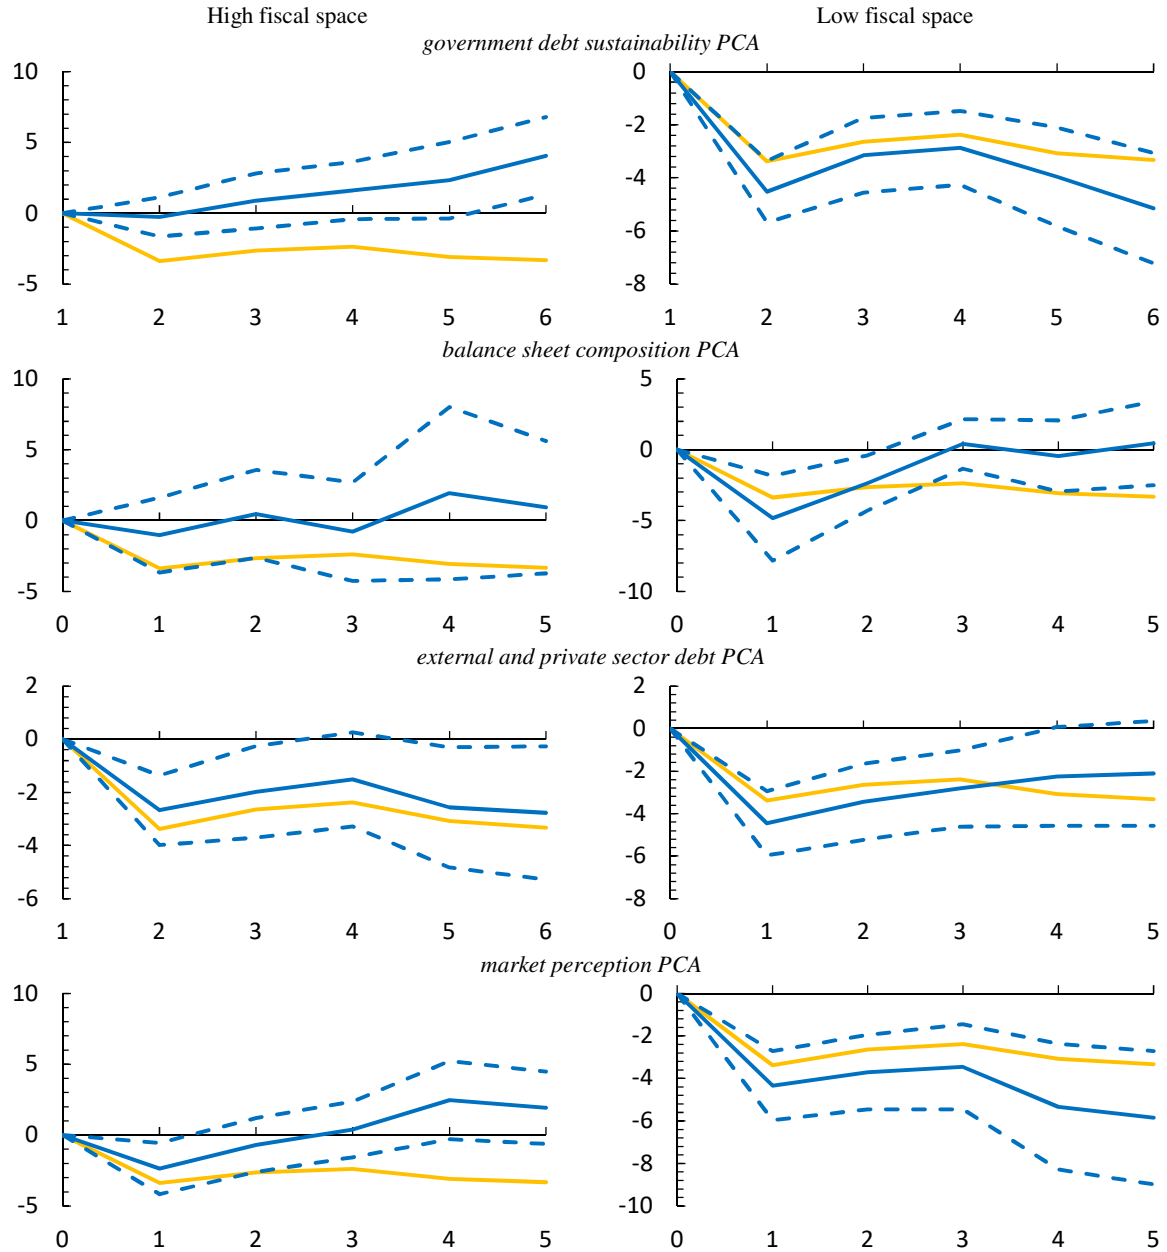 High fiscal space Low fiscal space
government debt sustainability PCA
10 0
5 -2
0 -4
-6
-5 -8
1 2 3 4 5 6 1 2 3 4 5 6
balance sheet composition PCA
10 5
5 0
0 -5
-5 -10
0 1 2 3 4 5 0 1 2 3 4 5
external and private sector debt PCA
2 2
0 0
-2 -2
-4
-4 -6
-6 -8
1 2 3 4 5 6 0 1 2 3 4 5
market perception PCA
10 0
-2
5 -4
0 -6
-8
-5 -10
0 1 2 3 4 5 0 1 2 3 4 5